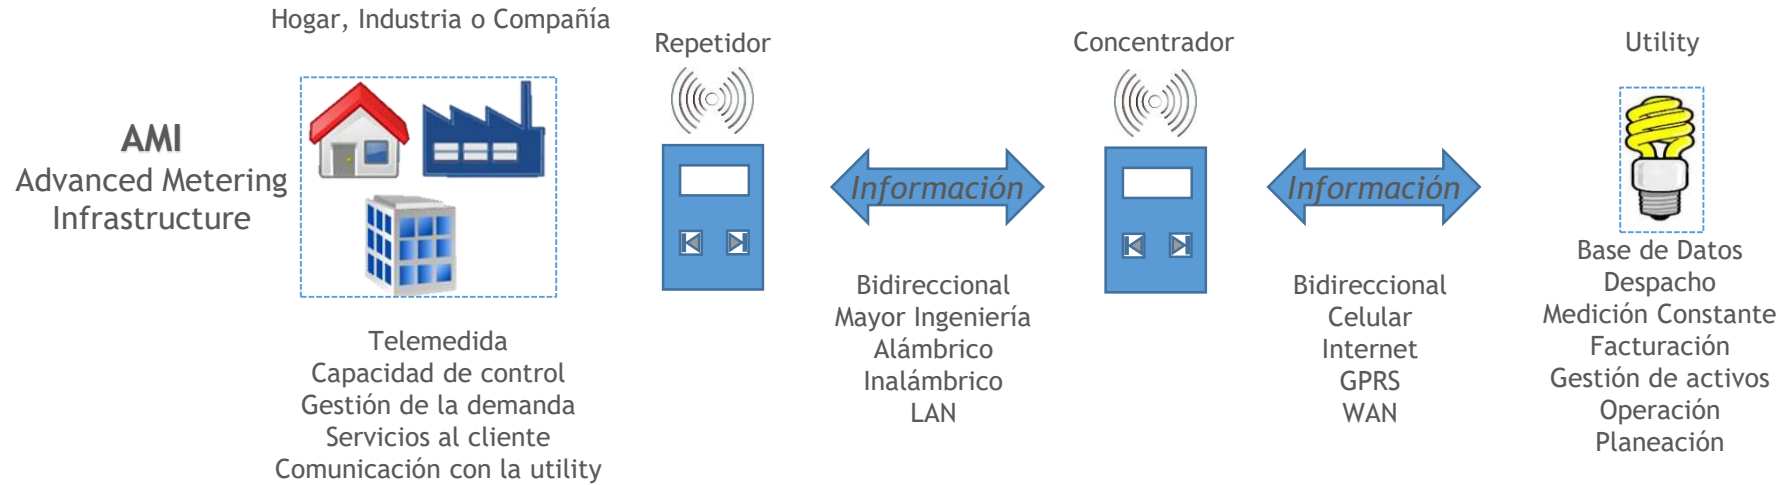 AMI
Advanced Metering
Infrastructure
Hogar, Industria o Compañía
Telemedida
Capacidad de control
Gestión de la demanda
Servicios al cliente
Comunicación con la utility
Repetidor
Información
Bidireccional
Mayor Ingeniería
Alámbrico
Inalámbrico
LAN
Concentrador
Información
Bidireccional
Celular
Internet
GPRS
WAN
Utility
Base de Datos
Despacho
Medición Constante
Facturación
Gestión de activos
Operación
Planeación